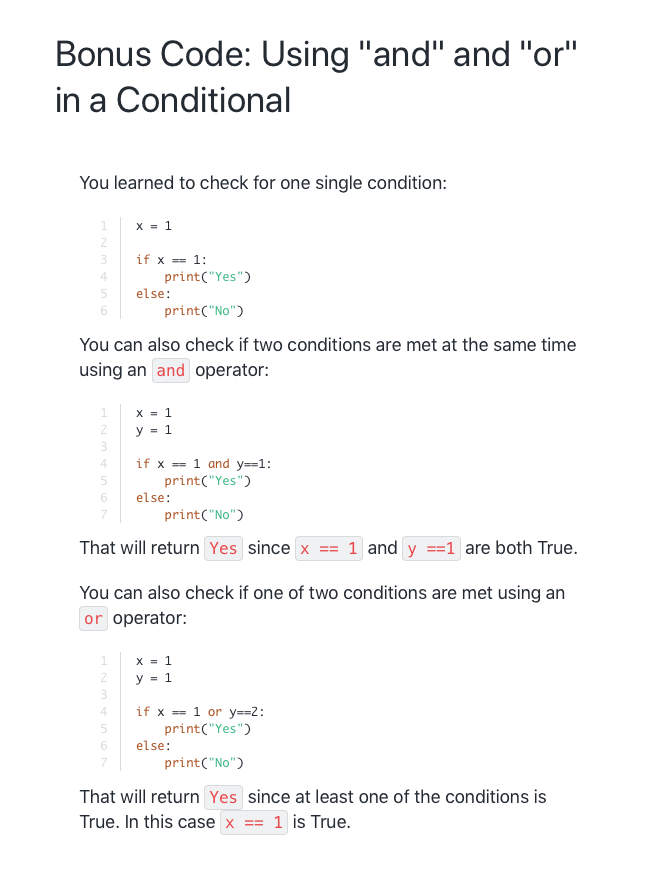 Bonus Code: Using "and" and "or"
in a Conditional
You learned to check for one single condition:
1 x = 1
2
3 if x == 1:
4     print("Yes")
5 else:
6     print("No")
You can also check if two conditions are met at the same time
using an and operator:
1 x = 1
2 y = 1
3
4 if x == 1 and y==1:
5     print("Yes")
6 else:
7     print("No")
That will return Yes since x == 1 and y ==1 are both True.
You can also check if one of two conditions are met using an
or operator:
1 x = 1
2 y = 1
3
4 if x == 1 or y==2:
5     print("Yes")
6 else:
7     print("No")
That will return Yes since at least one of the conditions is
True. In this case x == 1 is True.